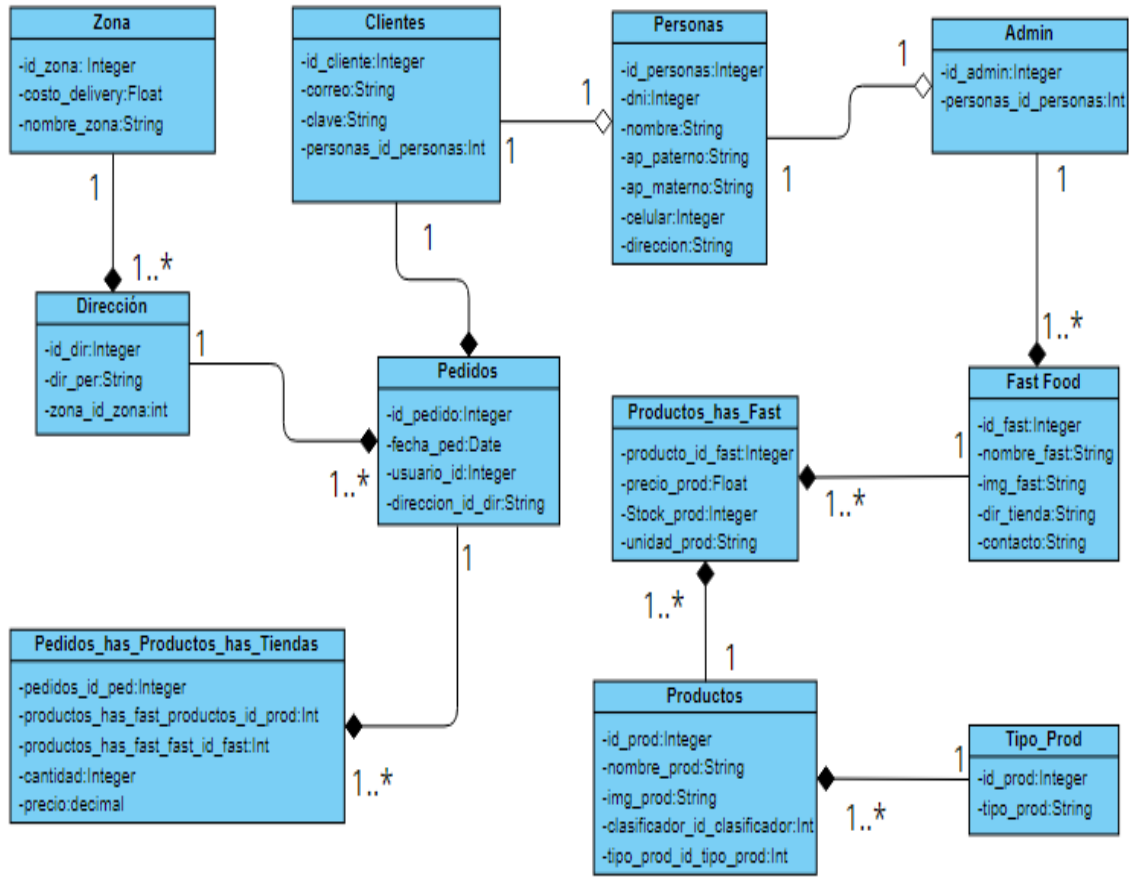 Zona
-id_zona: Integer
-costo_delivery:Float
-nombre_zona:String
1
1..*
Clientes
-id_cliente:Integer
-correo:String
-clave:String
-personas_id_personas:Int
1
1
1
Personas
-id_personas:Integer
-dni:Integer
-nombre:String
-ap_paterno:String
-ap_materno:String
-celular:Integer
-direccion:String
1
1
Admin
-id_admin:Integer
-personas_id_personas:Int
1
1..*
Dirección
-id_dir:Integer
-dir_per:String
-zona_id_zona:int
1
1..*
Pedidos
-id_pedido:Integer
-fecha_ped:Date
-usuario_id:Integer
-direccion_id_dir:String
1
1..*
Productos_has_Fast
-producto_id_fast:Integer
-precio_prod:Float
-Stock_prod:Integer
-unidad_prod:String
1..*
1
Fast Food
-id_fast:Integer
-nombre_fast:String
-img_fast:String
-dir_tienda:String
-contacto:String
1..*
1
Pedidos_has_Productos_has_Tiendas
-pedidos_id_ped:Integer
-productos_has_fast_productos_id_prod:Int
-productos_has_fast_fast_id_fast:Int
-cantidad:Integer
-precio:decimal
Productos
-id_prod:Integer
-nombre_prod:String
-img_prod:String
-clasificador_id_clasificador:Int
-tipo_prod_id_tipo_prod:Int
1..*
1
Tipo_Prod
-id_prod:Integer
-tipo_prod:String